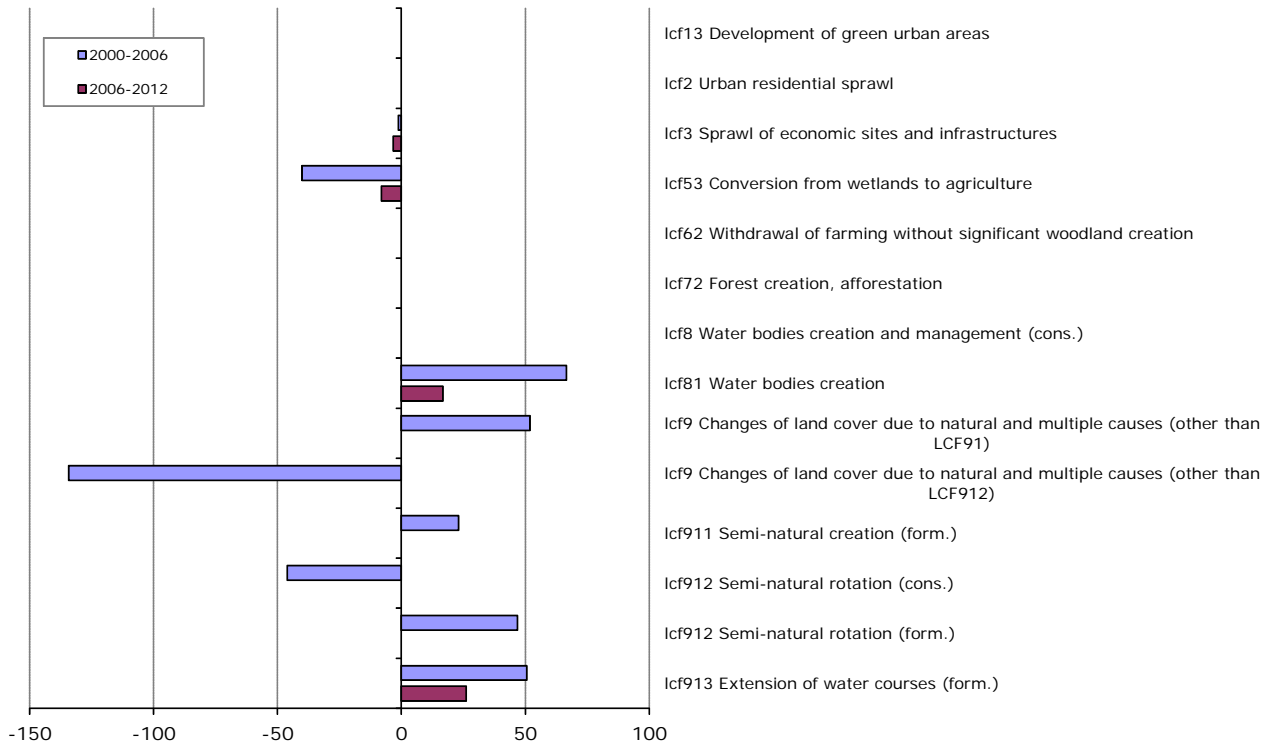 2000-2006
2006-2012
lcf13 Development of green urban areas
lcf2 Urban residential sprawl
lcf3 Sprawl of economic sites and infrastructures
lcf53 Conversion from wetlands to agriculture
lcf62 Withdrawal of farming without significant woodland creation
lcf72 Forest creation, afforestation
lcf8 Water bodies creation and management (cons.)
lcf81 Water bodies creation
lcf9 Changes of land cover due to natural and multiple causes (other than
LCF91)
lcf9 Changes of land cover due to natural and multiple causes (other than
LCF912)
lcf911 Semi-natural creation (form.)
lcf912 Semi-natural rotation (cons.)
lcf912 Semi-natural rotation (form.)
lcf913 Extension of water courses (form.)
-150 -100 -50 0 50 100